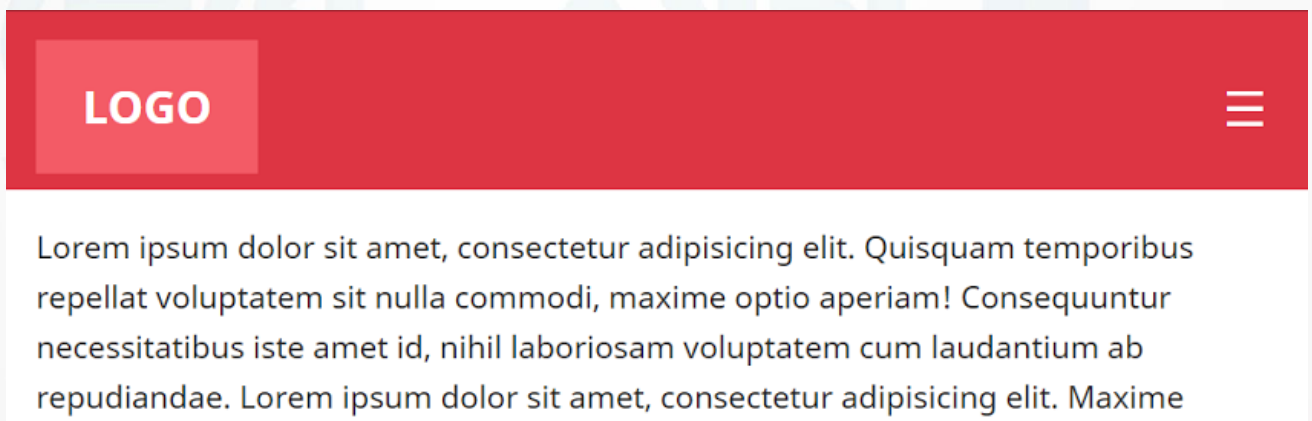 LOGO
Lorem ipsum dolor sit amet, consectetur adipisicing elit. Quisquam temporibus
repellat voluptatem sit nulla commodi, maxime optio aperiam! Consequuntur
necessitatibus iste amet id, nihil laboriosam voluptatem cum laudantium ab
repudiandae. Lorem ipsum dolor sit amet, consectetur adipisicing elit. Maxime